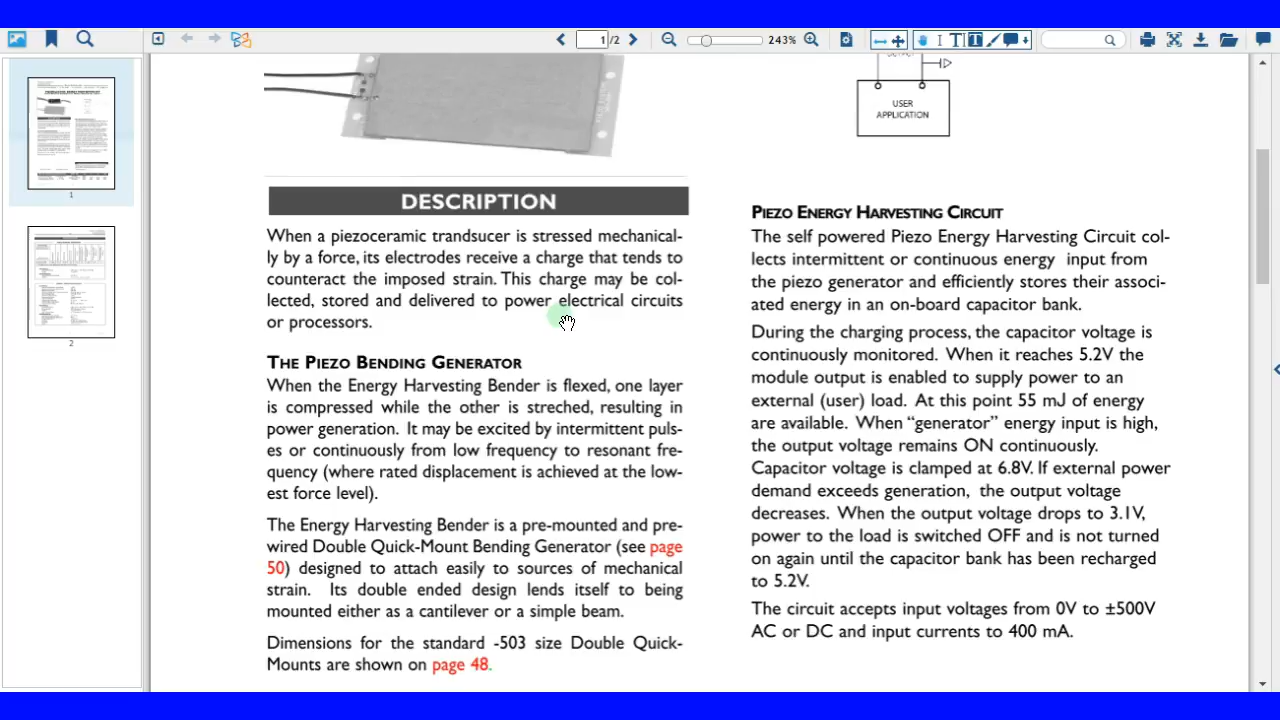 1 /2
243%
USER
APPLICATION
DESCRIPTION
When a piezoceramic trandsucer is stressed mechanical-
ly by a force, its electrodes receive a charge that tends to
counteract the imposed strain. This charge may be col-
lected, stored and delivered to power electrical circuits
or processors.
THE PIEZO BENDING GENERATOR
When the Energy Harvesting Bender is flexed, one layer
is compressed while the other is streched, resulting in
power generation. It may be excited by intermittent puls-
es or continuously from low frequency to resonant fre-
quency (where rated displacement is achieved at the low-
est force level).
The Energy Harvesting Bender is a pre-mounted and pre-
wired Double Quick-Mount Bending Generator (see page
50) designed to attach easily to sources of mechanical
strain. Its double ended design lends itself to being
mounted either as a cantilever or a simple beam.
Dimensions for the standard -503 size Double Quick-
Mounts are shown on page 48.
PIEZO ENERGY HARVESTING CIRCUIT
The self powered Piezo Energy Harvesting Circuit col-
lects intermittent or continuous energy input from
the piezo generator and efficiently stores their associ-
ated energy in an on-board capacitor bank.
During the charging process, the capacitor voltage is
continuously monitored. When it reaches 5.2V the
module output is enabled to supply power to an
external (user) load. At this point 55 mJ of energy
are available. When “generator” energy input is high,
the output voltage remains ON continuously.
Capacitor voltage is clamped at 6.8V. If external power
demand exceeds generation, the output voltage
decreases. When the output voltage drops to 3.1V,
power to the load is switched OFF and is not turned
on again until the capacitor bank has been recharged
to 5.2V.
The circuit accepts input voltages from 0V to ±500V
AC or DC and input currents to 400 mA.
1
2